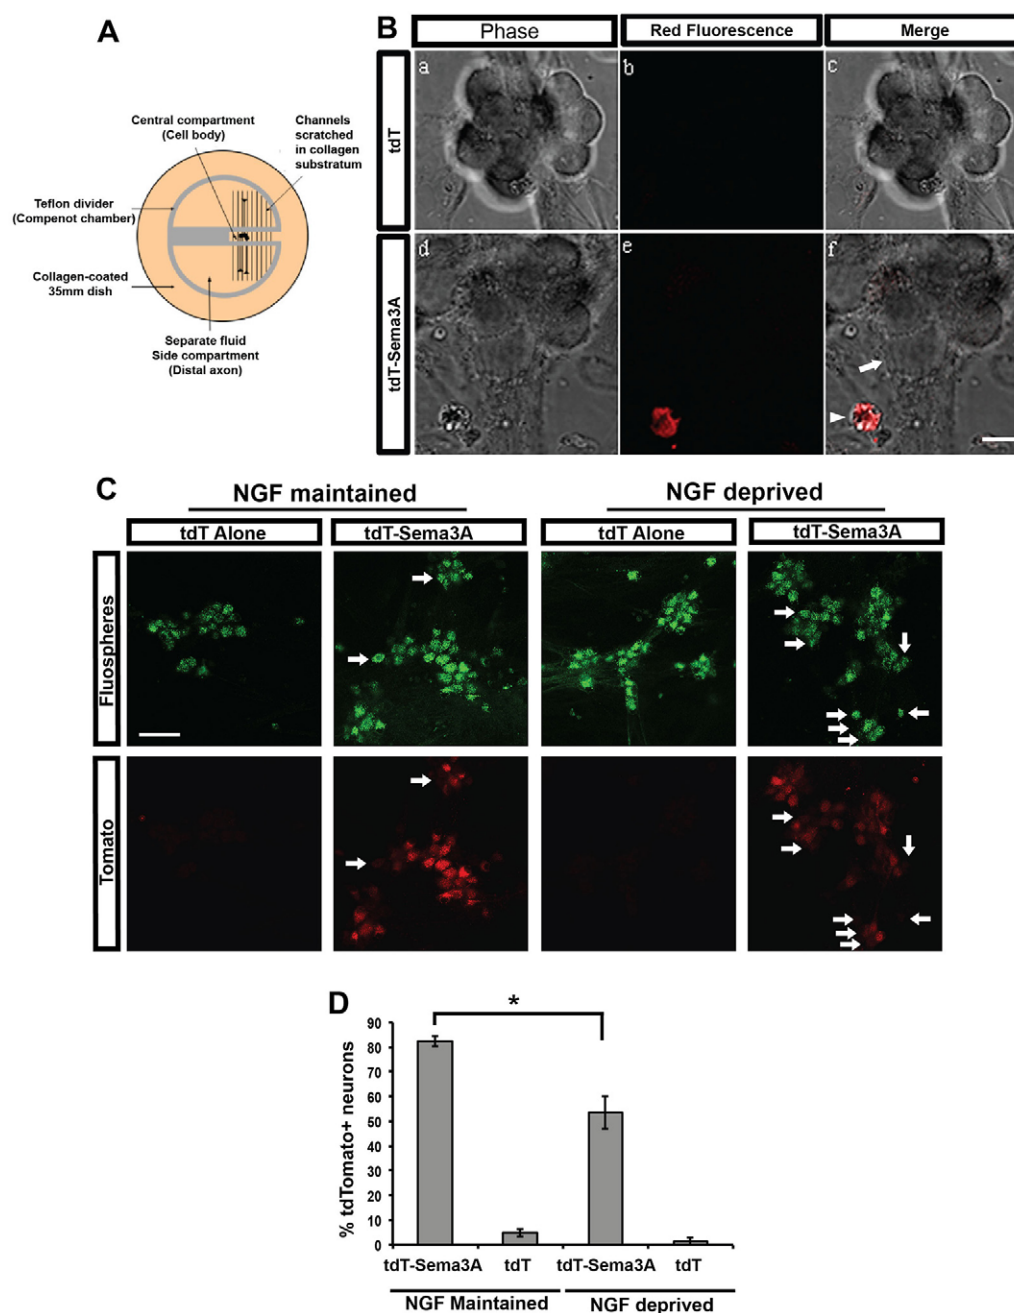 A
Central compartment
(Cell body)
Channels
scratched
in collagen
substratum
Teflon divider
(Compenot chamber)
Collagen-coated
35mm dish
Separate fluid
Side compartment
(Distal axon)
B
Phase
Red Fluorescence
Merge
tdT
a
b
c
tdT-Sema3A
d
e
f
C
NGF maintained
NGF deprived
tdT Alone
tdT-Sema3A
tdT Alone
tdT-Sema3A
Fluospheres
Tomato
D
*
% tdTomato+ neurons
90
80
70
60
50
40
30
20
10
0
tdT-Sema3A
tdT
tdT-Sema3A
tdT
NGF Maintained
NGF deprived